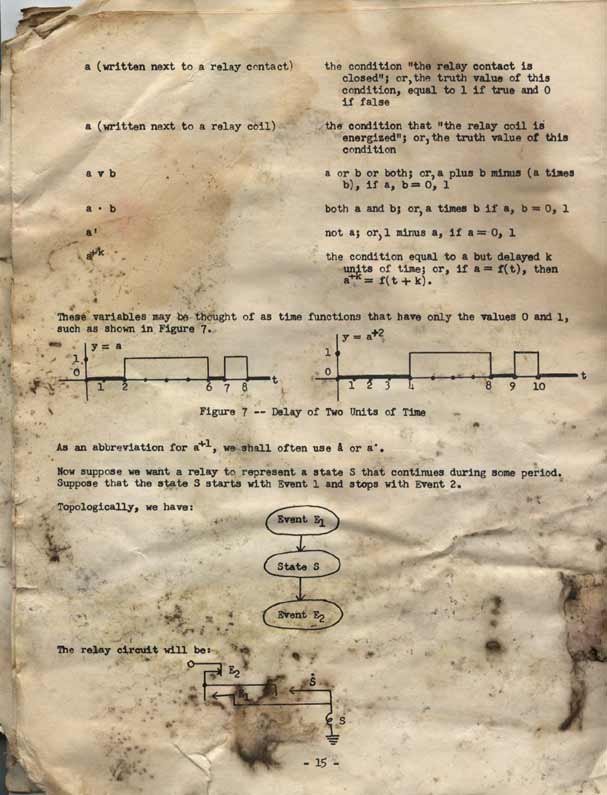 a (written next to a relay contact) the condition "the relay contact is
closed"; or, the truth value of this
condition, equal to 1 if true and 0
if false
a (written next to a relay coil) the condition that "the relay coil is
energized"; or, the truth value of this
condition
a v b a or b or both; or, a plus b minus (a times
b), if a, b = 0, 1
a · b both a and b; or, a times b if a, b = 0, 1
a' not a; or, 1 minus a, if a = 0, 1
a+k the condition equal to a but delayed k
units of time; or, if a = f(t), then
a+k = f(t + k).
These variables may be thought of as time functions that have only the values 0 and 1,
such as shown in Figure 7.
y = a
1
0
1 2 6 7 8 t
y = a+2
1
0
1 2 3 4 8 9 10 t
Figure 7 -- Delay of Two Units of Time
As an abbreviation for a+1, we shall often use ȧ or a˙.
Now suppose we want a relay to represent a state S that continues during some period.
Suppose that the state S starts with Event 1 and stops with Event 2.
Topologically, we have:
Event E1
State S
Event E2
The relay circuit will be:
E2
E1
Ṡ
S
- 15 -